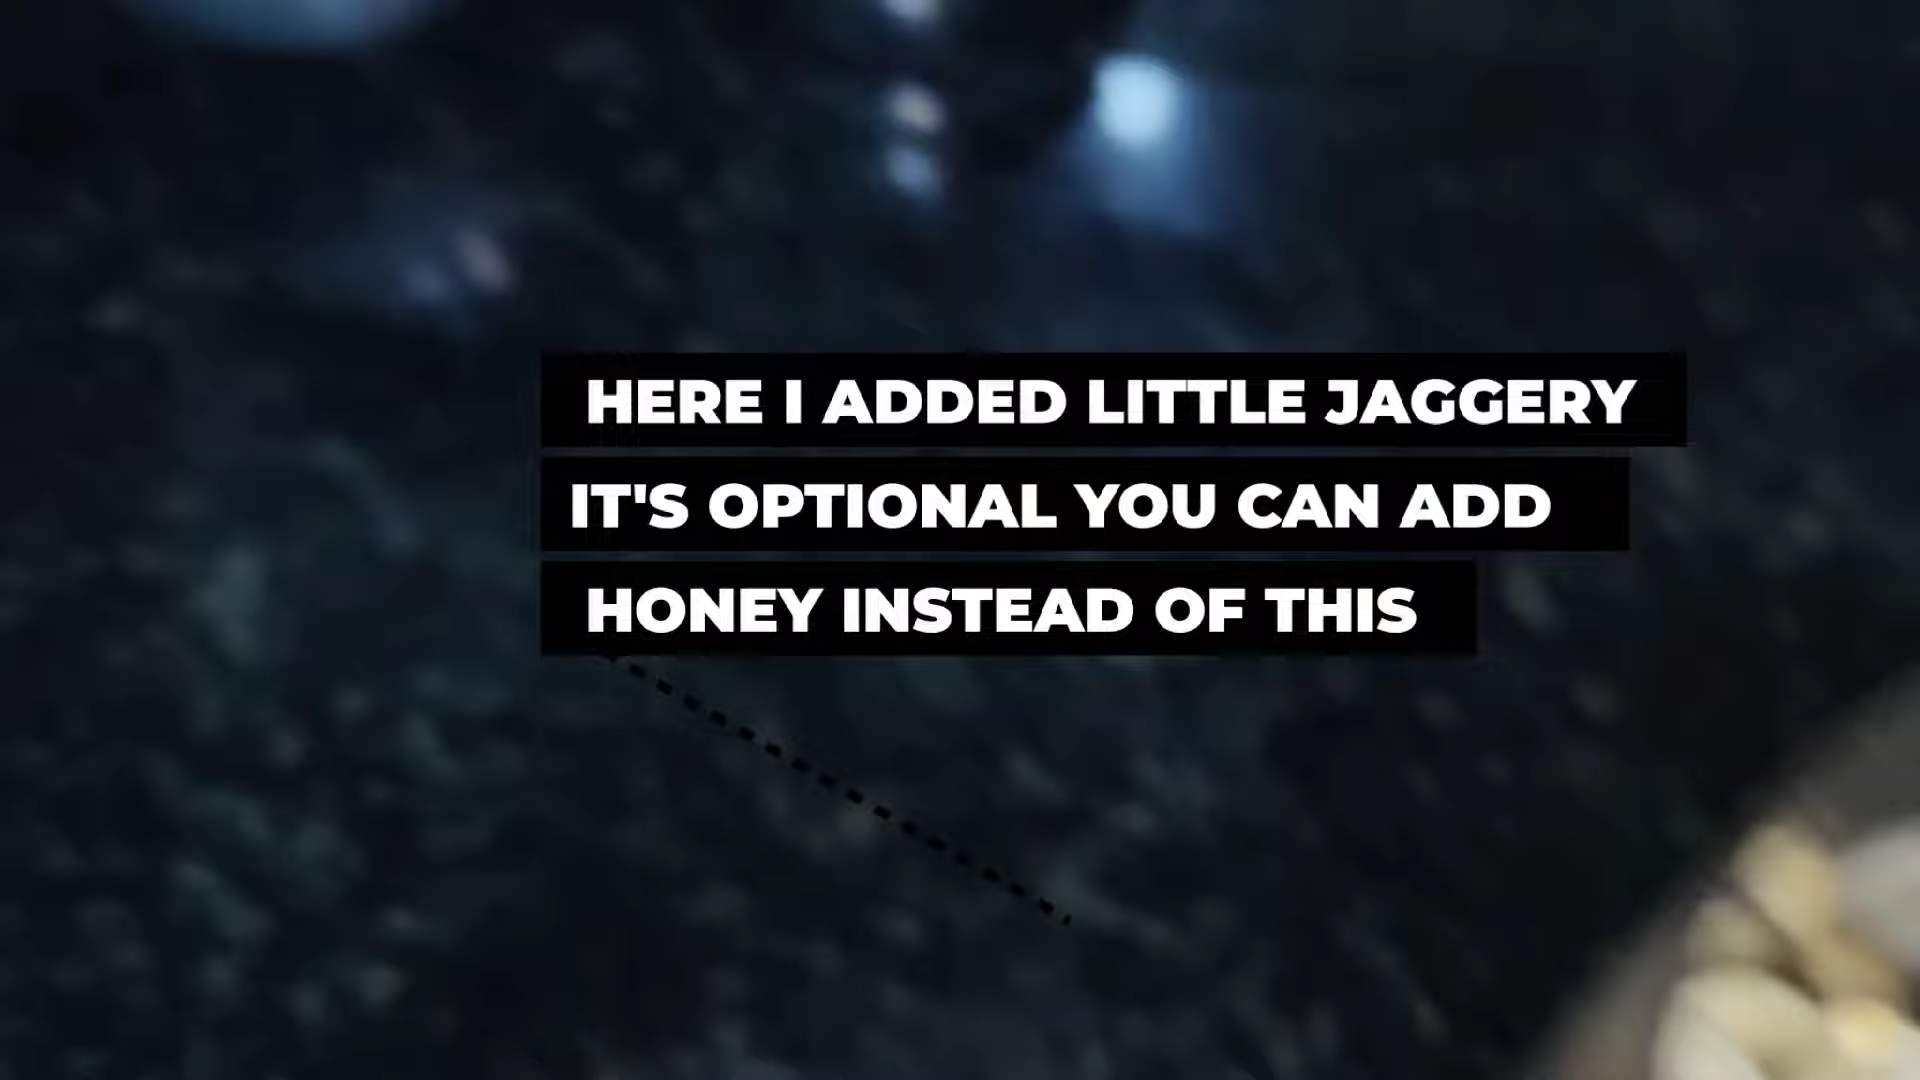 HERE I ADDED LITTLE JAGGERY
IT'S OPTIONAL YOU CAN ADD
HONEY INSTEAD OF THIS